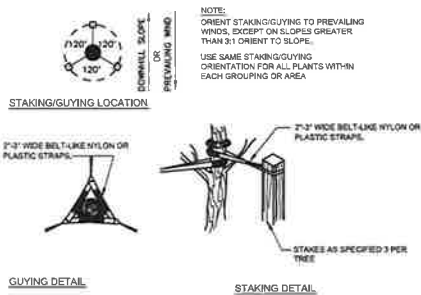 NOTE:
ORIENT STAKING/GUYING TO PREVAILING
WINDS, EXCEPT ON SLOPES GREATER
THAN 3:1 ORIENT TO SLOPE.
USE SAME STAKING/GUYING
ORIENTATION FOR ALL PLANTS WITHIN
EACH GROUPING OR AREA
120°
120°
120°
DOWNHILL SLOPE
OR
PREVAILING WIND
STAKING/GUYING LOCATION
2"-3" WIDE BELT-LIKE NYLON OR
PLASTIC STRAPS.
2"-3" WIDE BELT-LIKE NYLON OR
PLASTIC STRAPS.
STAKES AS SPECIFIED 3 PER
TREE
GUYING DETAIL
STAKING DETAIL